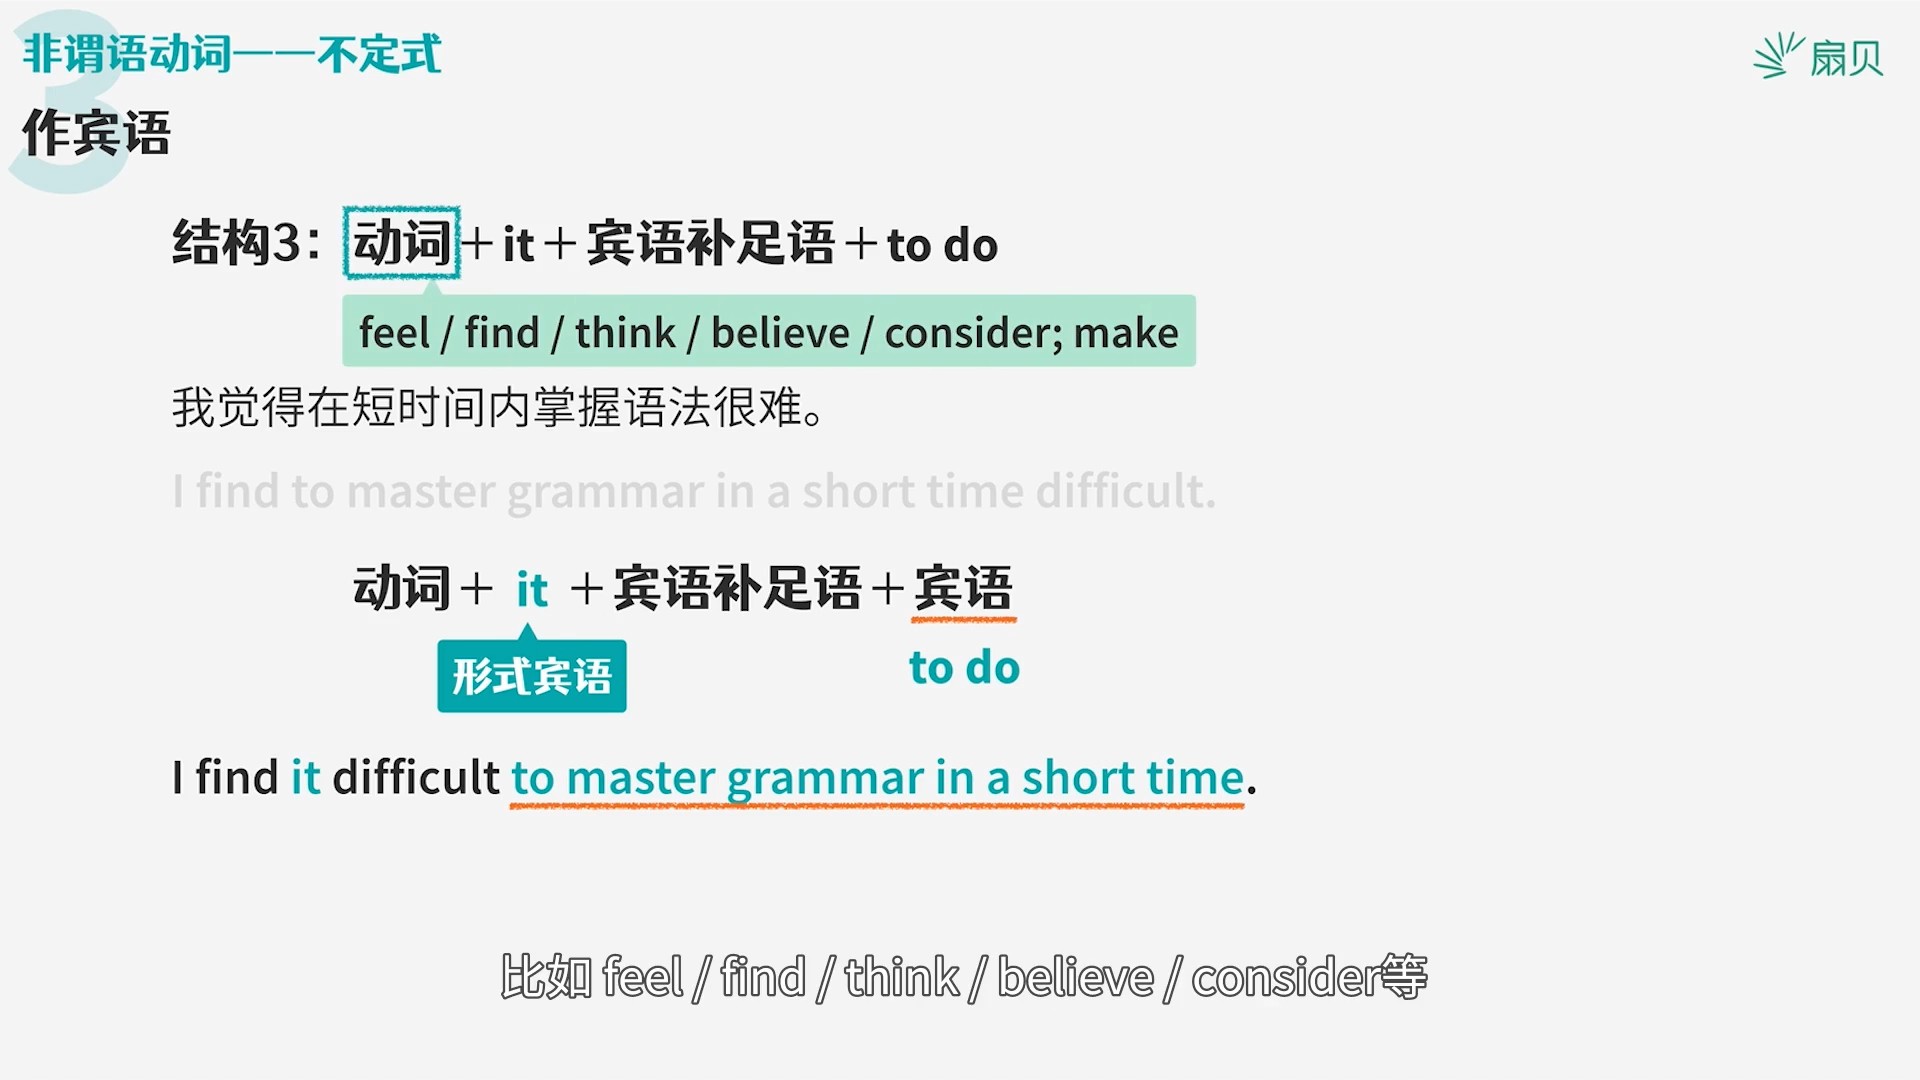 非谓语动词——不定式
扇贝
3
作宾语
结构3：动词＋it＋宾语补足语＋to do
feel / find / think / believe / consider; make
我觉得在短时间内掌握语法很难。
I find to master grammar in a short time difficult.
动词＋ it ＋宾语补足语＋宾语
形式宾语
to do
I find it difficult to master grammar in a short time.
比如 feel / find / think / believe / consider等